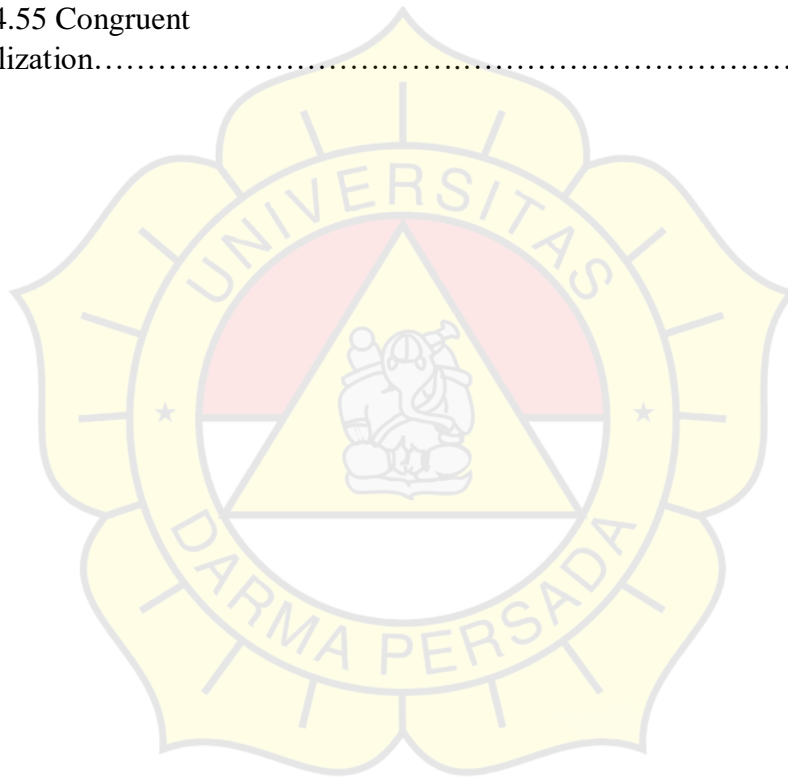 4.55 Congruent
lization……………………………….……………………………
UNIVERSITAS
DARMA PERSADA